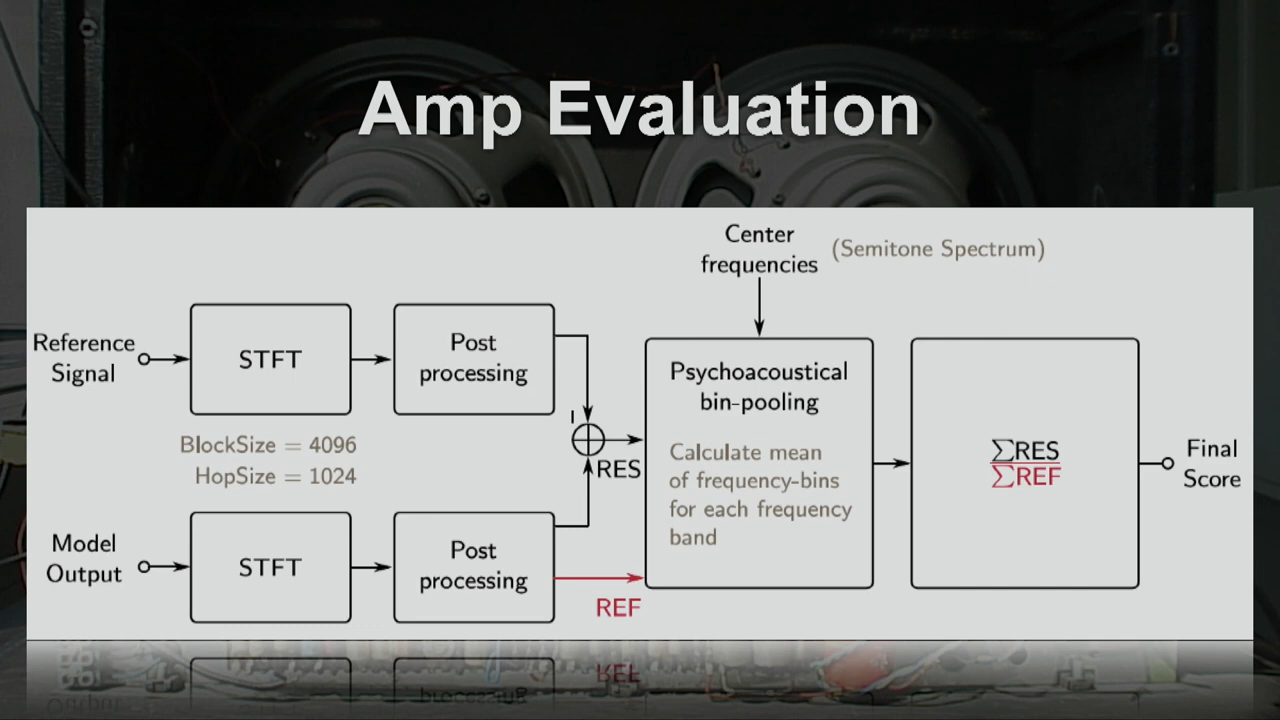 Amp Evaluation
Center
frequencies
(Semitone Spectrum)
Reference
Signal
STFT
Post
processing
BlockSize = 4096
HopSize = 1024
Model
Output
STFT
Post
processing
RES
REF
Psychoacoustical
bin-pooling
Calculate mean
of frequency-bins
for each frequency
band
∑RES
∑REF
Final
Score